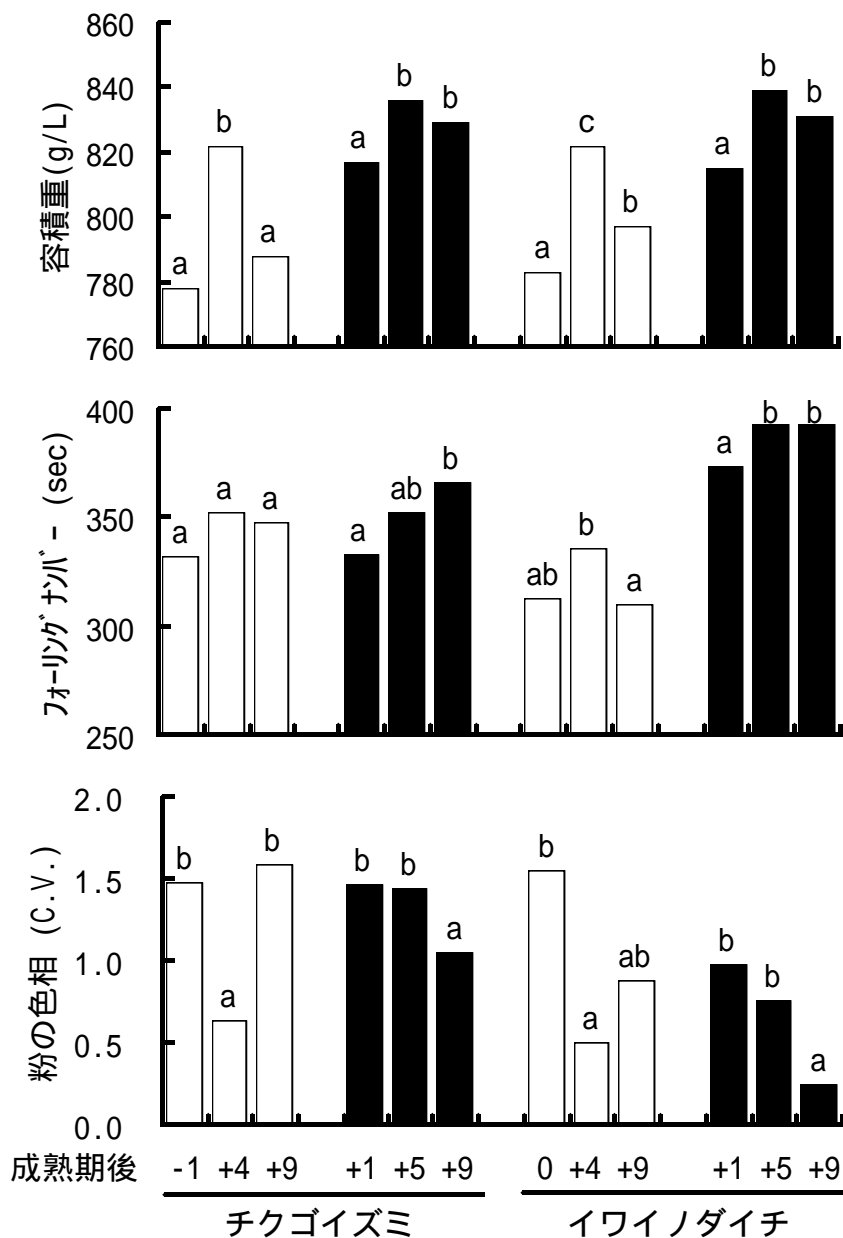 容積重(g/L)
860
840
820
800
780
760
a b a a b b a c b a b b
フォーリングナンバー (sec)
400
350
300
250
a a a a ab b ab b a a b b
粉の色相 (C.V.)
2.0
1.5
1.0
0.5
0.0
b a b b b a b a ab b b a
成熟期後 -1 +4 +9 +1 +5 +9 0 +4 +9 +1 +5 +9
チクゴイズミ イワイノダイチ